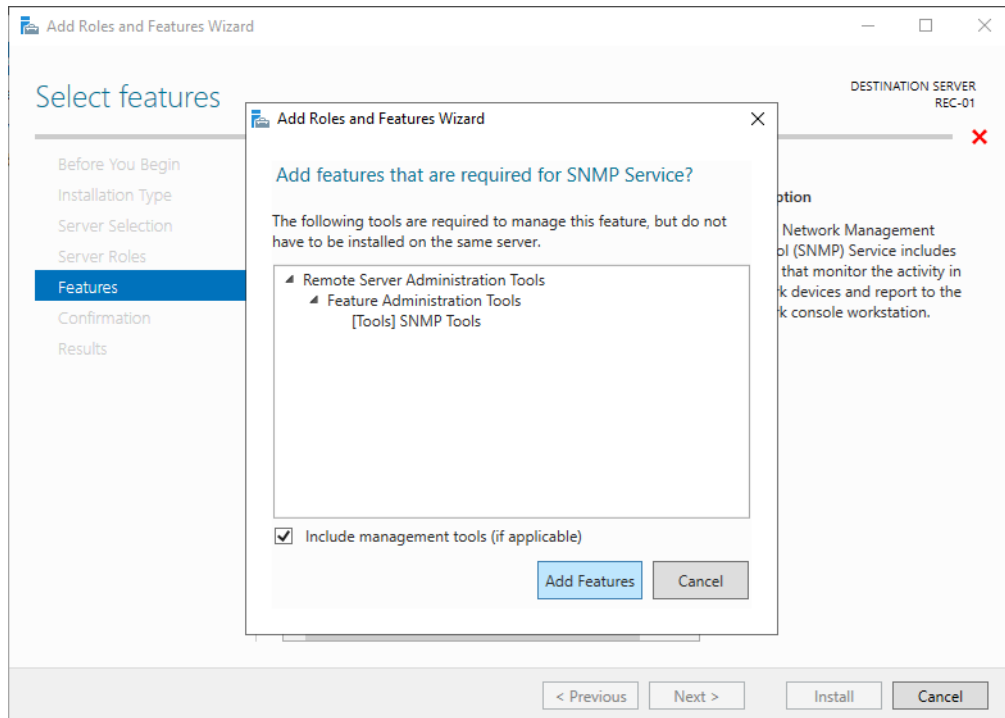 Add Roles and Features Wizard
Select features
DESTINATION SERVER
REC-01
Before You Begin
Installation Type
Server Selection
Server Roles
Features
Confirmation
Results
Add Roles and Features Wizard
Add features that are required for SNMP Service?
The following tools are required to manage this feature, but do not
have to be installed on the same server.
Remote Server Administration Tools
Feature Administration Tools
[Tools] SNMP Tools
Include management tools (if applicable)
Add Features
Cancel
ption
Network Management
ol (SNMP) Service includes
that monitor the activity in
k devices and report to the
k console workstation.
< Previous
Next >
Install
Cancel